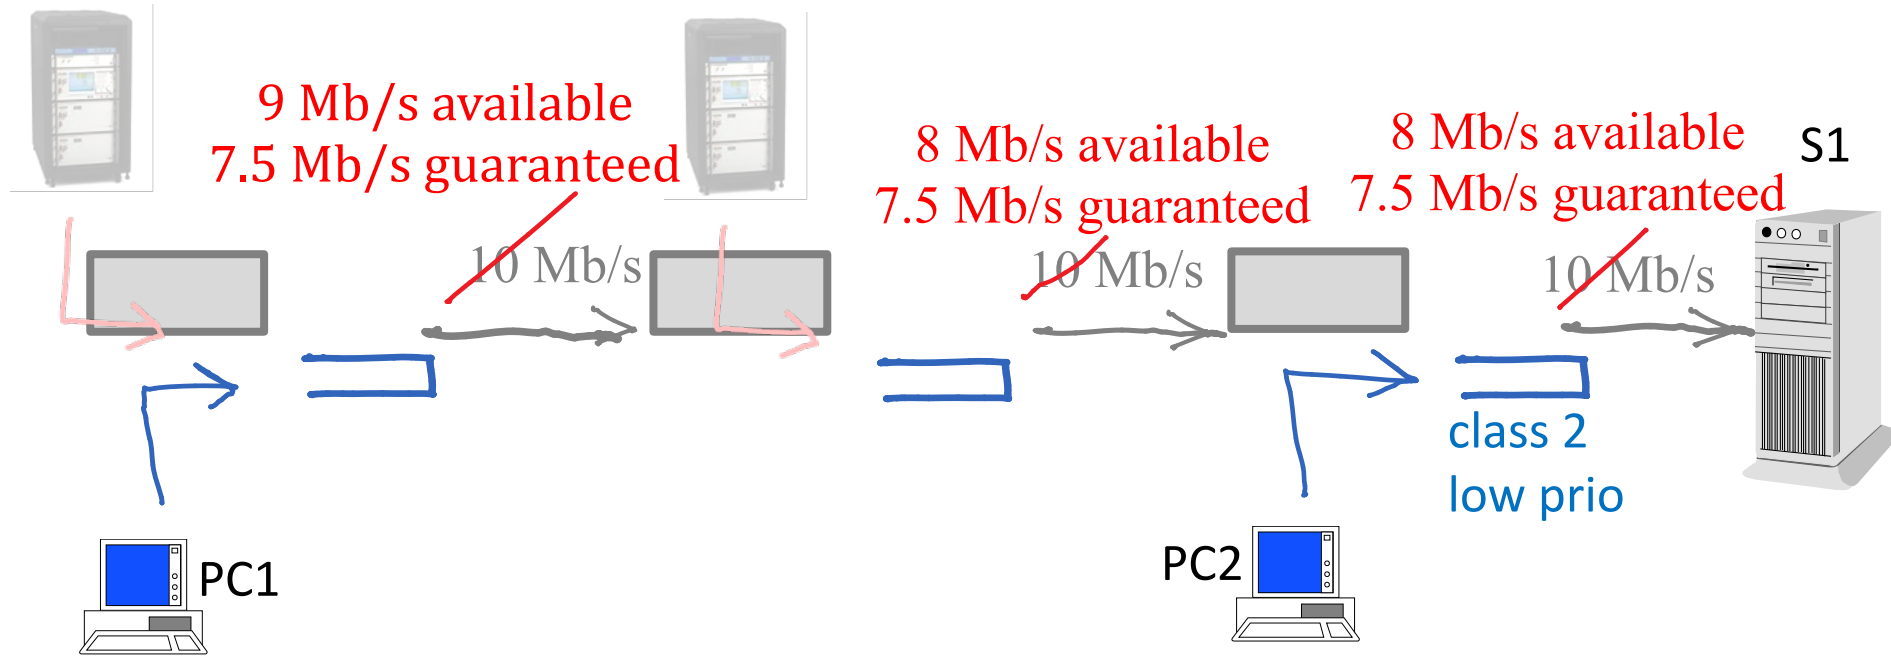 9 Mb/s available
7.5 Mb/s guaranteed
10 Mb/s
8 Mb/s available
7.5 Mb/s guaranteed
10 Mb/s
8 Mb/s available
7.5 Mb/s guaranteed
10 Mb/s
S1
class 2
low prio
PC1
PC2